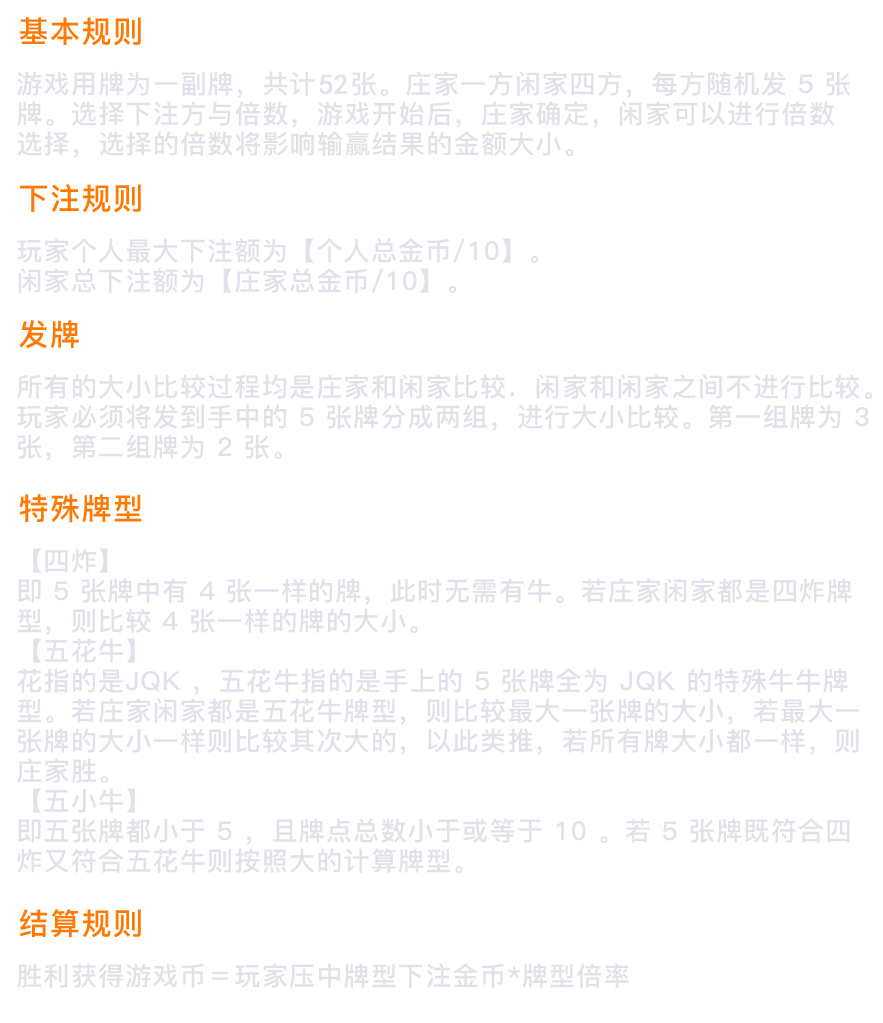 基本规则
游戏用牌为一副牌，共计52张。庄家一方闲家四方，每方随机发 5 张
牌。选择下注方与倍数，游戏开始后，庄家确定，闲家可以进行倍数
选择，选择的倍数将影响输赢结果的金额大小。
下注规则
玩家个人最大下注额为【个人总金币/10】。
闲家总下注额为【庄家总金币/10】。
发牌
所有的大小比较过程均是庄家和闲家比较．闲家和闲家之间不进行比较。
玩家必须将发到手中的 5 张牌分成两组，进行大小比较。第一组牌为 3
张，第二组牌为 2 张。
特殊牌型
【四炸】
即 5 张牌中有 4 张一样的牌，此时无需有牛。若庄家闲家都是四炸牌
型，则比较 4 张一样的牌的大小。
【五花牛】
花指的是JQK ，五花牛指的是手上的 5 张牌全为 JQK 的特殊牛牛牌
型。若庄家闲家都是五花牛牌型，则比较最大一张牌的大小，若最大一
张牌的大小一样则比较其次大的，以此类推，若所有牌大小都一样，则
庄家胜。
【五小牛】
即五张牌都小于 5 ，且牌点总数小于或等于 10 。若 5 张牌既符合四
炸又符合五花牛则按照大的计算牌型。
结算规则
胜利获得游戏币＝玩家压中牌型下注金币*牌型倍率